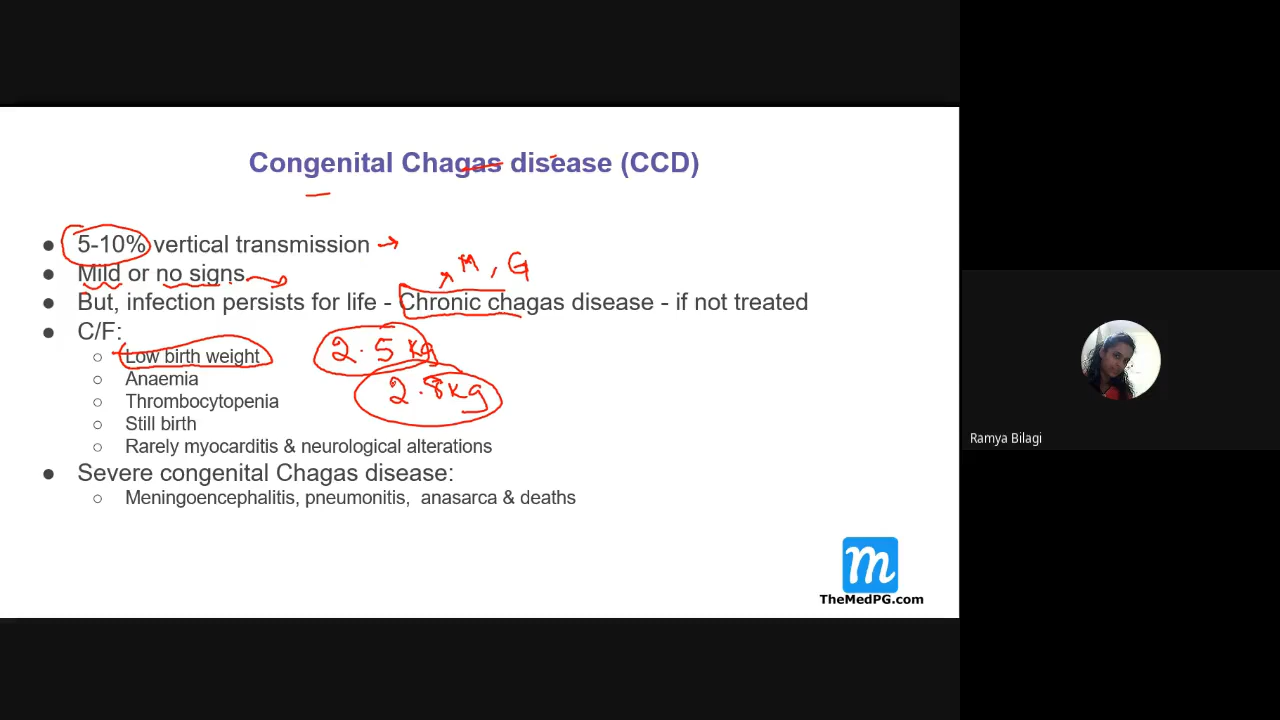 Congenital Chagas disease (CCD)
● 5-10% vertical transmission →
M, G
● Mild or no signs →
● But, infection persists for life - Chronic chagas disease - if not treated
● C/F:
2.5 kg
○ Low birth weight
○ Anaemia
2.8 kg
○ Thrombocytopenia
○ Still birth
○ Rarely myocarditis & neurological alterations
● Severe congenital Chagas disease:
○ Meningoencephalitis, pneumonitis, anasarca & deaths
m
TheMedPG.com
Ramya Bilagi